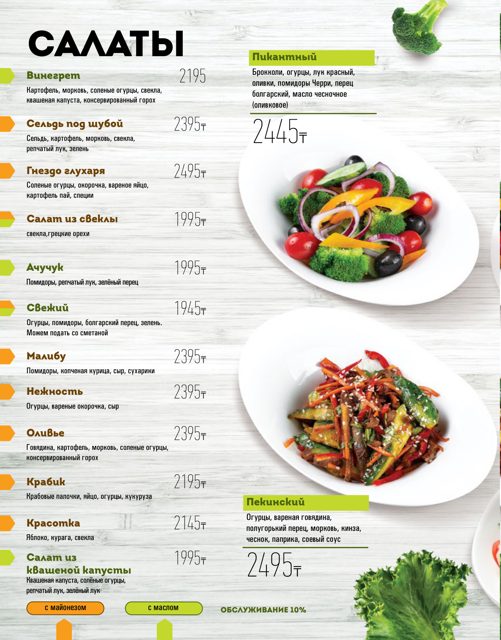 САЛАТЫ
Винегрет 2195
Картофель, морковь, соленые огурцы, свекла,
квашеная капуста, консервированный горох
Сельдь под шубой 2395₸
Сельдь, картофель, морковь, свекла,
репчатый лук, зелень
Гнездо глухаря 2495₸
Соленые огурцы, окорочка, вареное яйцо,
картофель пай, специи
Салат из свеклы 1995₸
свекла,грецкие орехи
Ачучук 1995₸
Помидоры, репчатый лук, зелёный перец
Свежий 1945₸
Огурцы, помидоры, болгарский перец, зелень.
Можем подать со сметаной
Малибу 2395₸
Помидоры, копченая курица, сыр, сухарики
Нежность 2395₸
Огурцы, вареные окорочка, сыр
Оливье 2395₸
Говядина, картофель, морковь, соленые огурцы,
консервированный горох
Крабик 2195₸
Крабовые палочки, яйцо, огурцы, кукуруза
Красотка 2145₸
Яблоко, курага, свекла
Салат из 1995₸
квашеной капусты
Квашеная капуста, солёные огурцы,
репчатый лук, зелёный лук
с майонезом
с маслом
ОБСЛУЖИВАНИЕ 10%
Пикантный
Брокколи, огурцы, лук красный,
оливки, помидоры Черри, перец
болгарский, масло чесночное
(оливковое)
2445₸
Пекинский
Огурцы, вареная говядина,
полугорький перец, морковь, кинза,
чеснок, паприка, соевый соус
2495₸